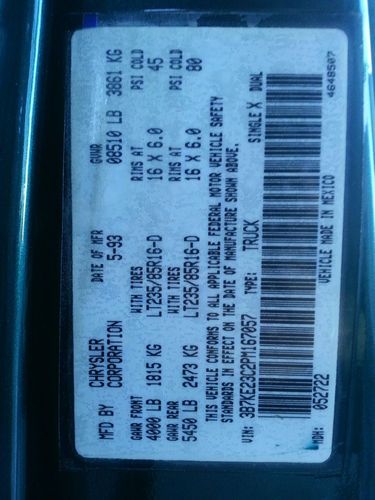 MFD BY CHRYSLER CORPORATION DATE OF MFR 5-93 GVWR 08510 LB 3861 KG
GAWR FRONT WITH TIRES RIMS AT PSI COLD
4000 LB 1815 KG LT235/85R16-D 16 X 6.0 45
GAWR REAR WITH TIRES RIMS AT PSI COLD
5450 LB 2473 KG LT235/85R16-D 16 X 6.0 80
THIS VEHICLE CONFORMS TO ALL APPLICABLE FEDERAL MOTOR VEHICLE SAFETY
STANDARDS IN EFFECT ON THE DATE OF MANUFACTURE SHOWN ABOVE.
3B7KE23C2PM167057 TYPE: TRUCK SINGLE X DUAL
MDH: 052722 VEHICLE MADE IN MEXICO 4648507